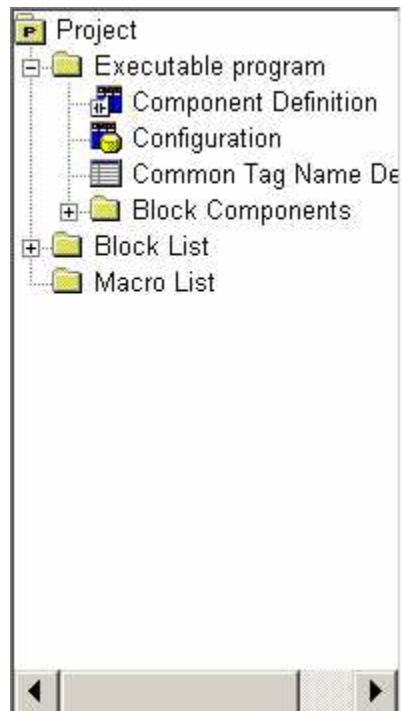 Project
Executable program
Component Definition
Configuration
Common Tag Name De
Block Components
Block List
Macro List